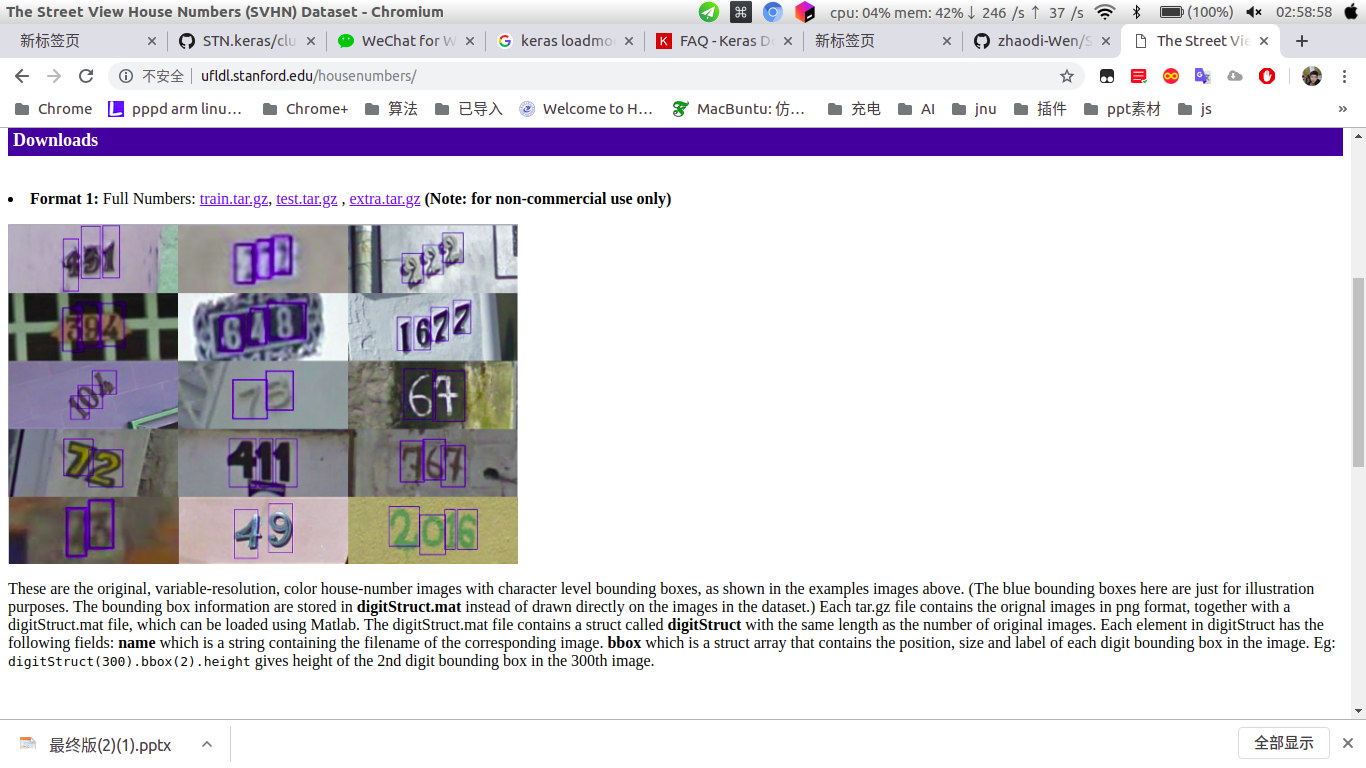 The Street View House Numbers (SVHN) Dataset - Chromium
cpu: 04% mem: 42%↓ 246 /s↑ 37 /s (100%) 02:58:58
新标签页
STN.keras/clu
WeChat for W
keras loadmo
FAQ - Keras Do
新标签页
zhaodi-Wen/S
The Street Vie
不安全 ufldl.stanford.edu/housenumbers/
Chrome pppd arm linu… Chrome+ 算法 已导入 Welcome to H… MacBuntu: 仿… 充电 AI jnu 插件 ppt素材 js »
Downloads
Format 1: Full Numbers: train.tar.gz, test.tar.gz , extra.tar.gz (Note: for non-commercial use only)
431
222
394 648 1622
104
67
72 411 767
13 49 2016
These are the original, variable-resolution, color house-number images with character level bounding boxes, as shown in the examples images above. (The blue bounding boxes here are just for illustration
purposes. The bounding box information are stored in digitStruct.mat instead of drawn directly on the images in the dataset.) Each tar.gz file contains the orignal images in png format, together with a
digitStruct.mat file, which can be loaded using Matlab. The digitStruct.mat file contains a struct called digitStruct with the same length as the number of original images. Each element in digitStruct has the
following fields: name which is a string containing the filename of the corresponding image. bbox which is a struct array that contains the position, size and label of each digit bounding box in the image. Eg:
digitStruct(300).bbox(2).height gives height of the 2nd digit bounding box in the 300th image.
最终版(2)(1).pptx
全部显示